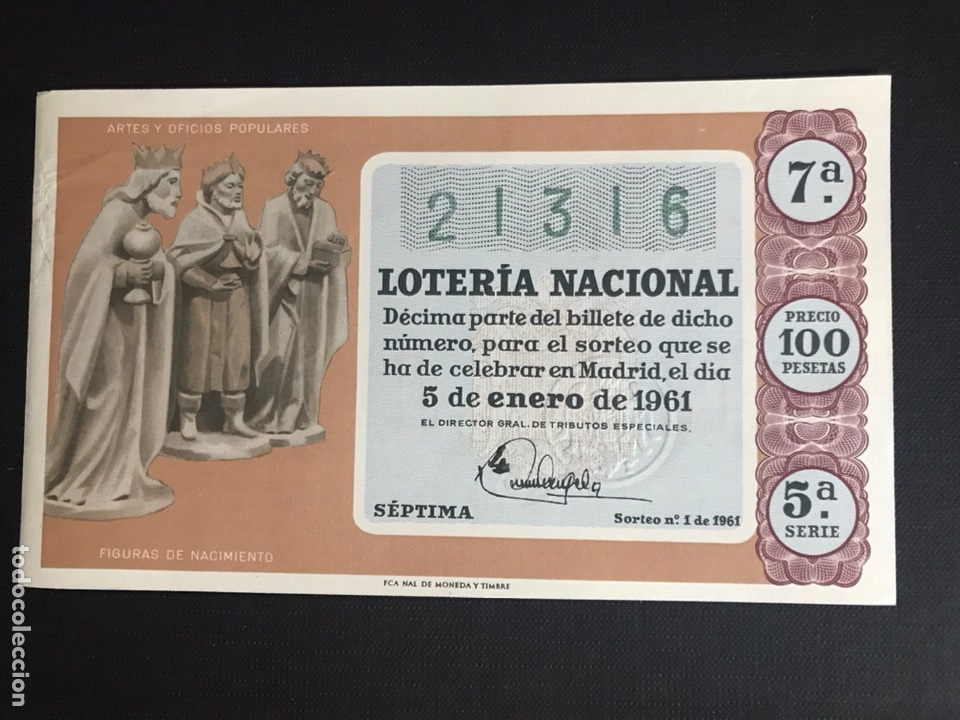 ARTES Y OFICIOS POPULARES
21316
LOTERÍA NACIONAL
Décima parte del billete de dicho
número, para el sorteo que se
ha de celebrar en Madrid, el día
5 de enero de 1961
EL DIRECTOR GRAL. DE TRIBUTOS ESPECIALES,
SÉPTIMA
Sorteo nº. 1 de 1961
FIGURAS DE NACIMIENTO
FCA NAL DE MONEDA Y TIMBRE
7ª.
PRECIO
100
PESETAS
5ª.
SERIE
todocoleccion